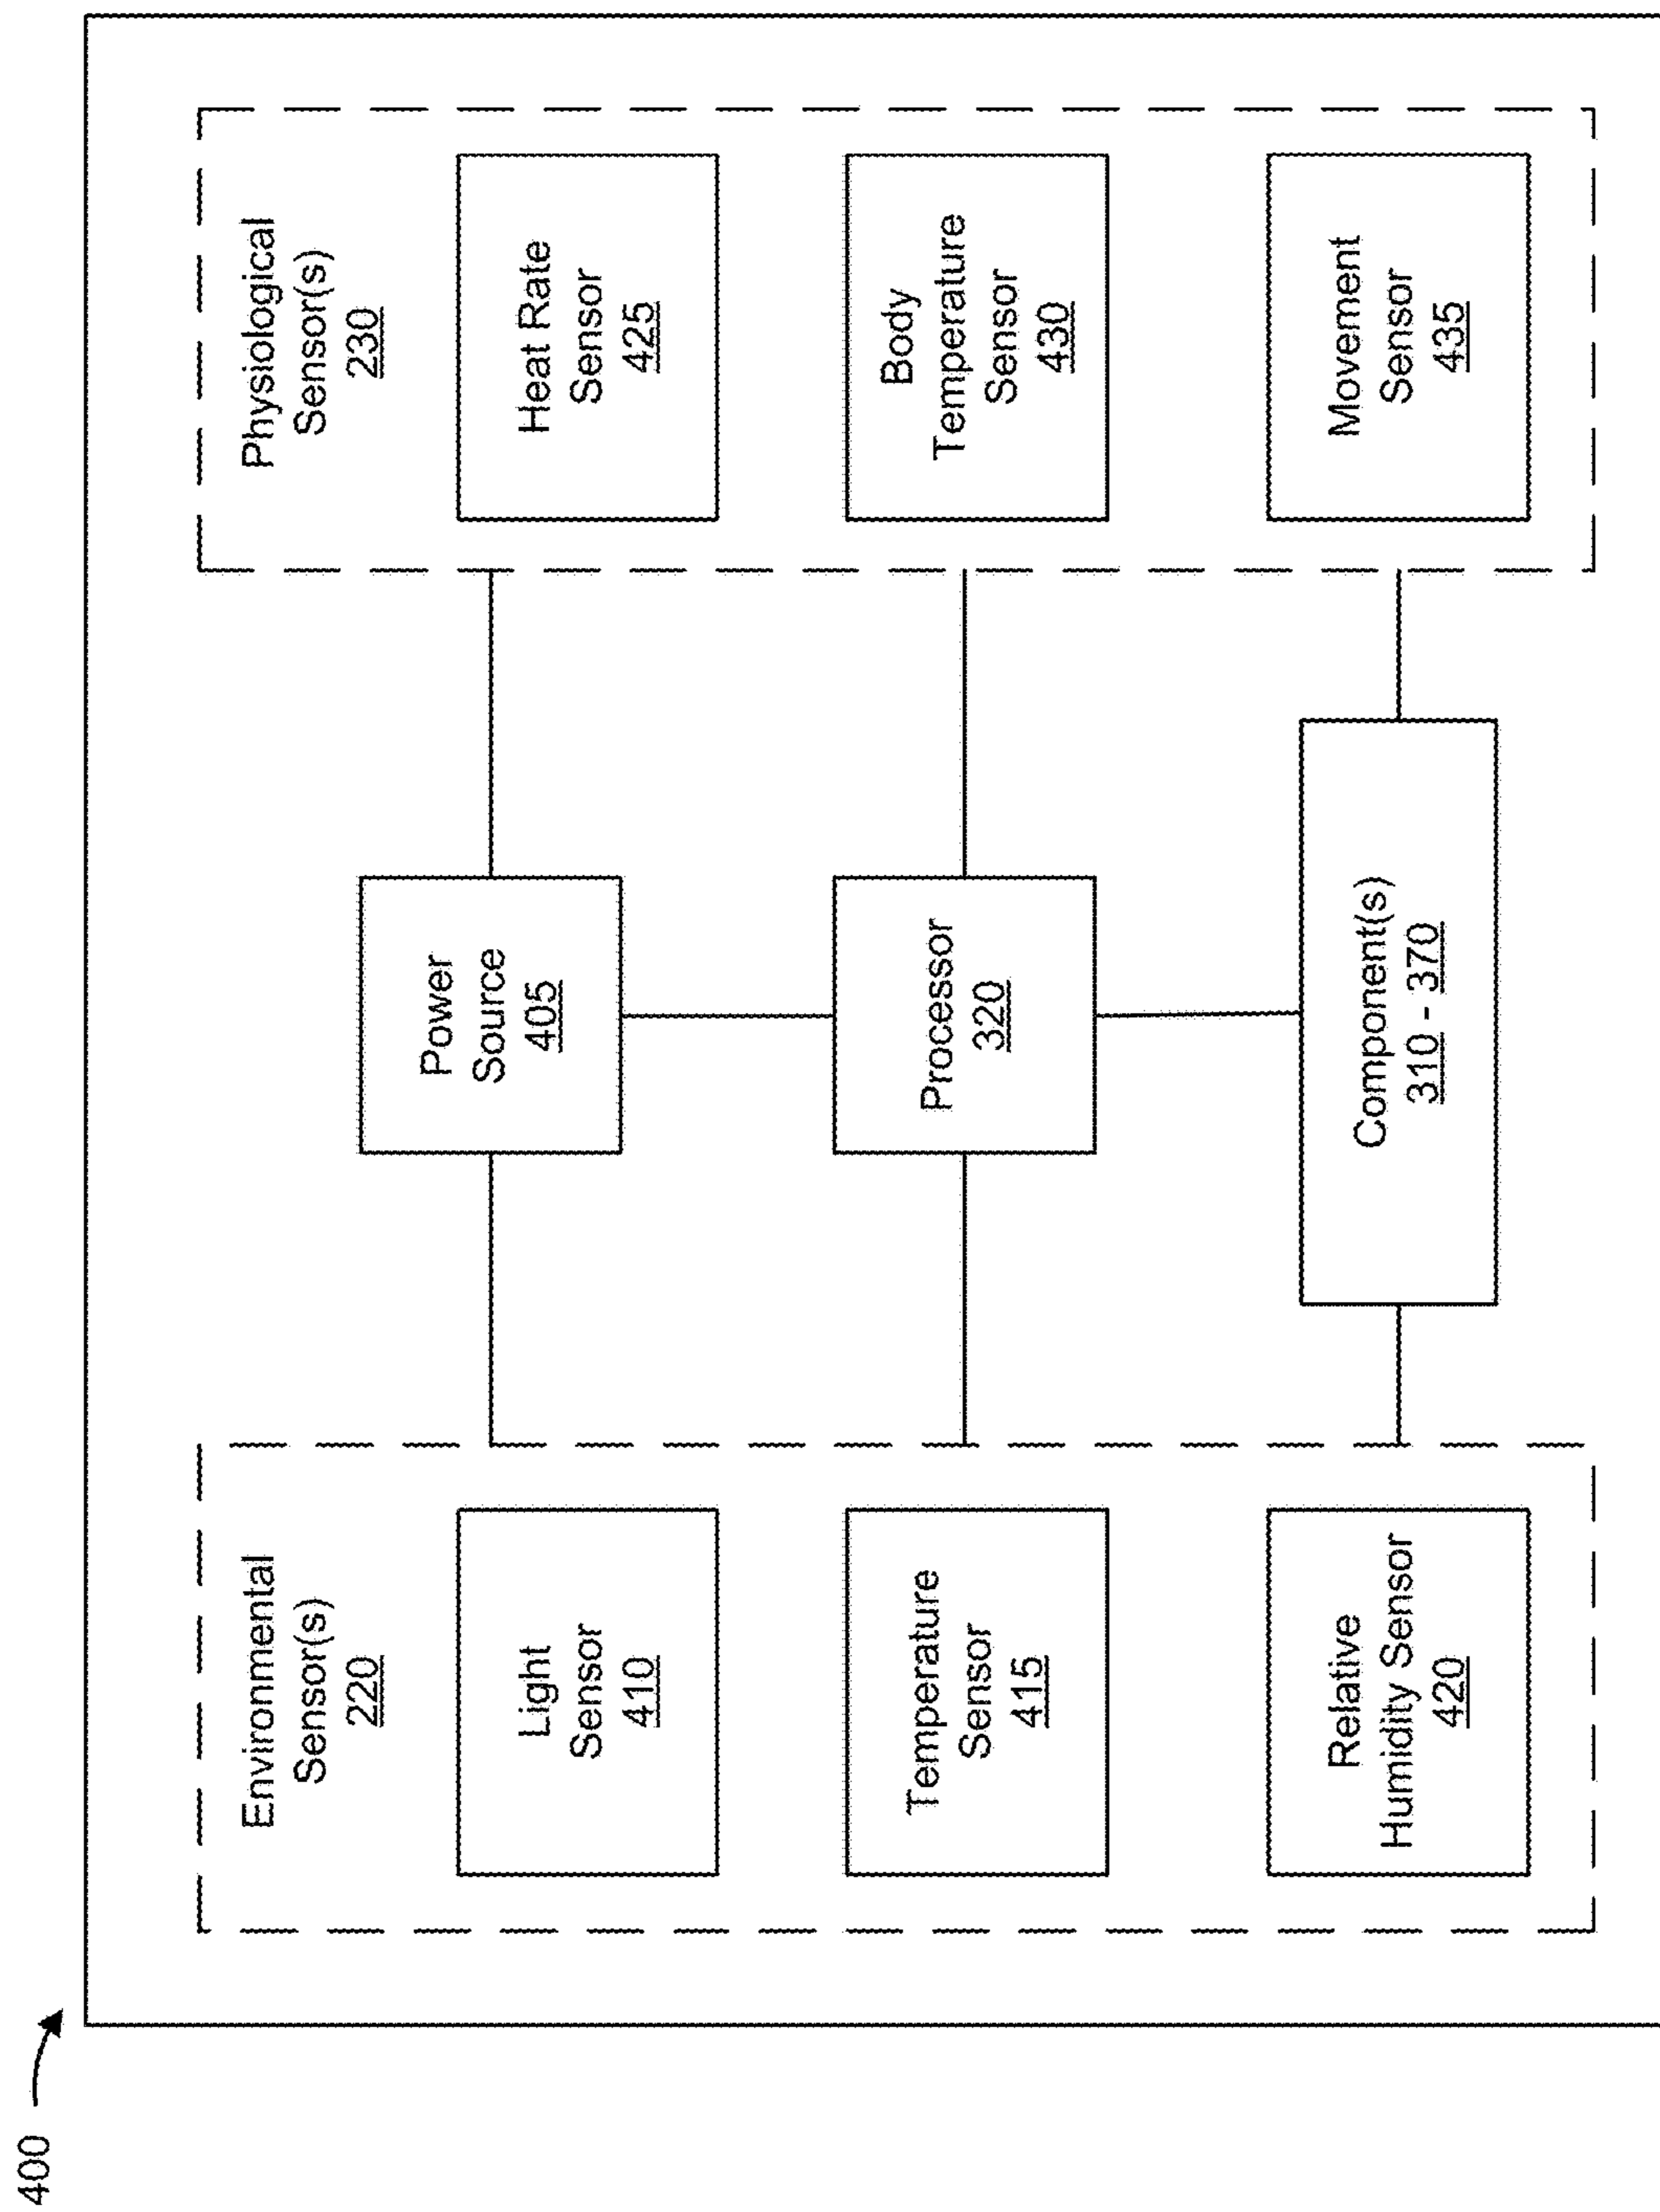 400
Environmental
Sensor(s)
220
Light
Sensor
410
Temperature
Sensor
415
Relative
Humidity Sensor
420
Power
Source
405
Processor
320
Component(s)
310 - 370
Physiological
Sensor(s)
230
Heat Rate
Sensor
425
Body
Temperature
Sensor
430
Movement
Sensor
435